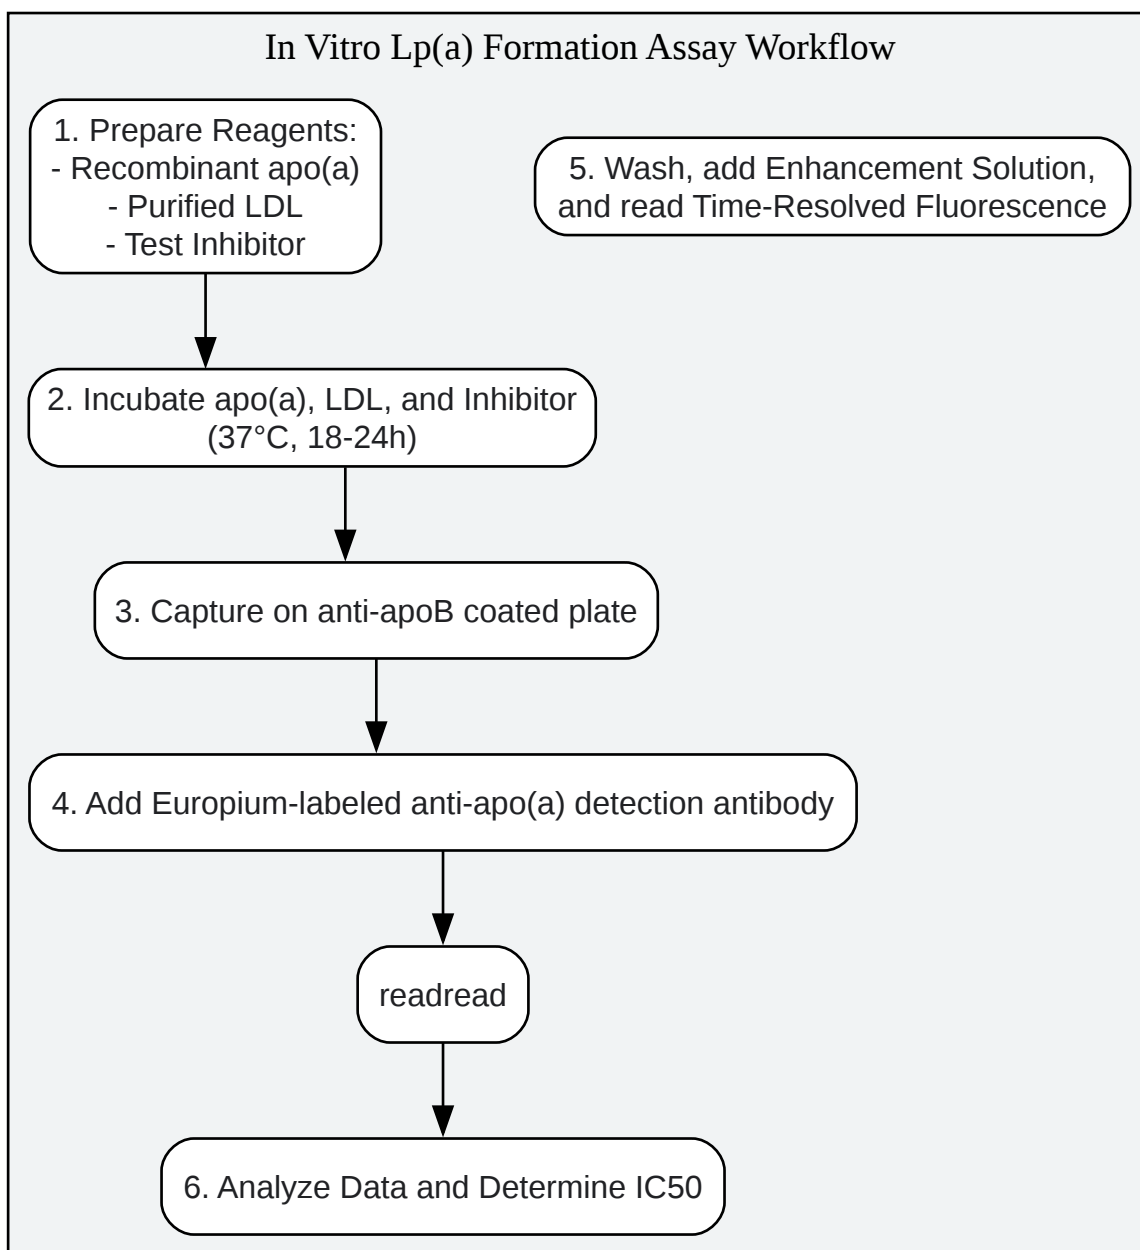 In Vitro Lp(a) Formation Assay Workflow
1. Prepare Reagents:
- Recombinant apo(a)
- Purified LDL
- Test Inhibitor
5. Wash, add Enhancement Solution,
and read Time-Resolved Fluorescence
2. Incubate apo(a), LDL, and Inhibitor
(37°C, 18-24h)
3. Capture on anti-apoB coated plate
4. Add Europium-labeled anti-apo(a) detection antibody
readread
6. Analyze Data and Determine IC50